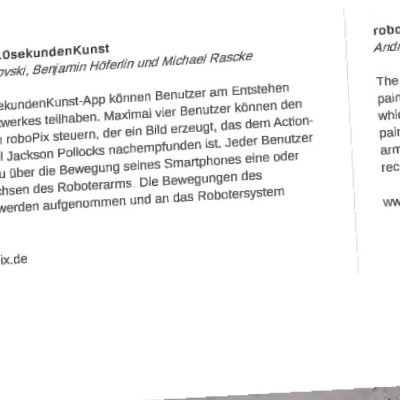 .0sekundenKunst
ovski, Benjamin Höferlin und Michael Rascke
ekundenKunst-App können Benutzer am Entstehen
twerkes teilhaben. Maximal vier Benutzer können den
roboPix steuern, der ein Bild erzeugt, das dem Action-
l Jackson Pollocks nachempfunden ist. Jeder Benutzer
u über die Bewegung seines Smartphones eine oder
chsen des Roboterarms. Die Bewegungen des
werden aufgenommen und an das Robotersystem
ix.de
robo
Andr
The
pain
whic
pai
arm
rec
ww